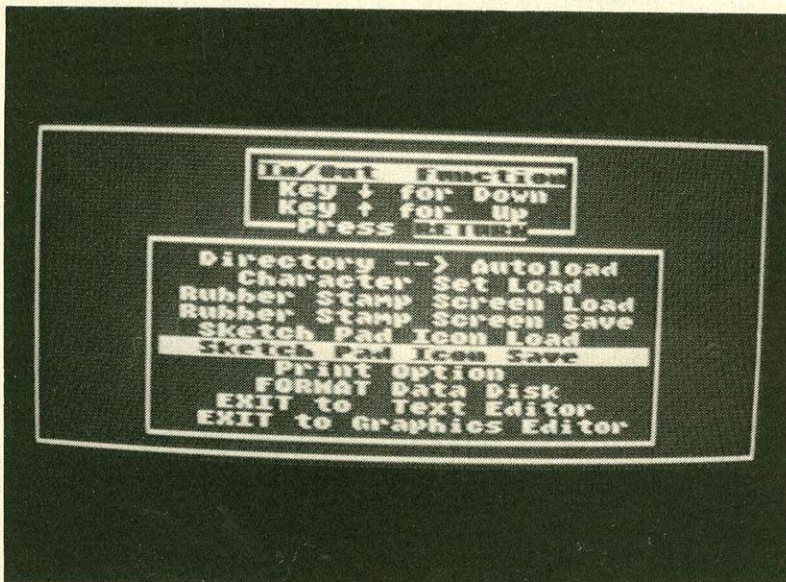 In/Out Function
Key ↓ for Down
Key ↑ for Up
Press RETURN
Directory --> Autoload
Character Set Load
Rubber Stamp Screen Load
Rubber Stamp Screen Save
Sketch Pad Icon Load
Sketch Pad Icon Save
Print Option
FORMAT Data Disk
EXIT to Text Editor
EXIT to Graphics Editor